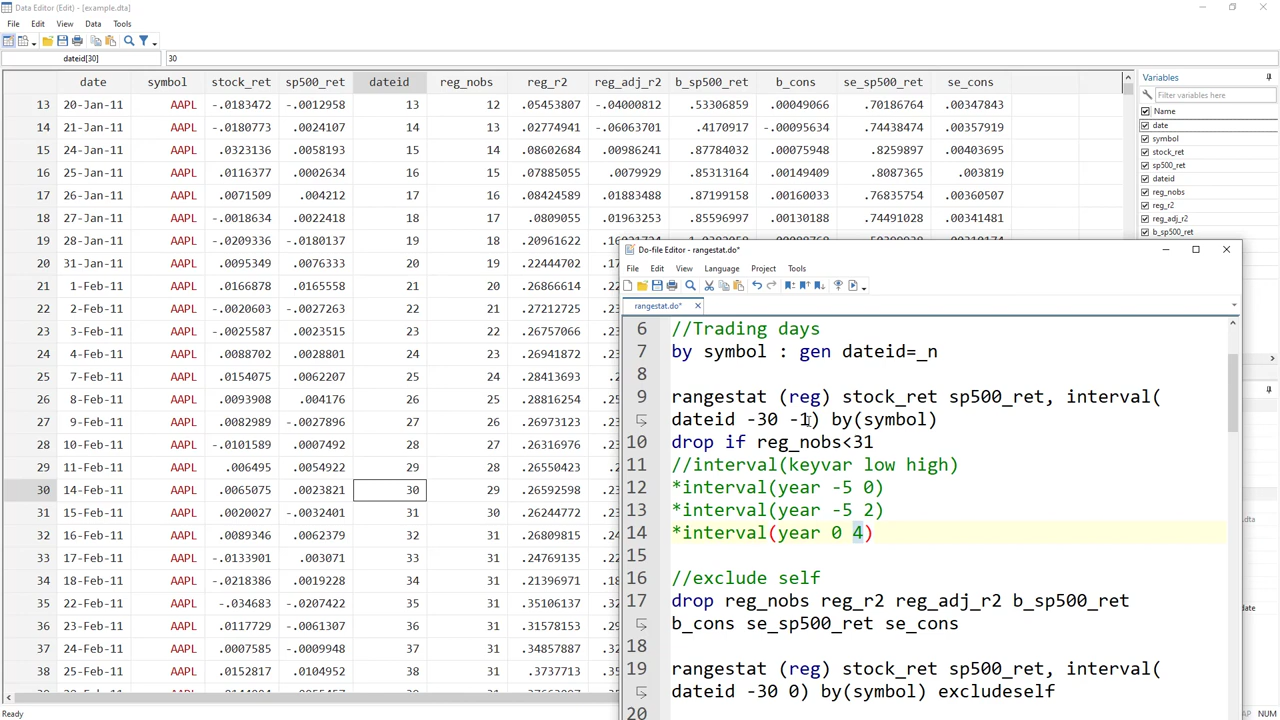 Data Editor (Edit) - [example.dta]
File Edit View Data Tools
dateid[30] 30
date symbol stock_ret sp500_ret dateid reg_nobs reg_r2 reg_adj_r2 b_sp500_ret b_cons se_sp500_ret se_cons
13 20-Jan-11 AAPL -.0183472 -.0012958 13 12 .05453807 -.04000812 .5330685 .00049066 .70186764 .00347843
14 21-Jan-11 AAPL -.0180773 .0024107 14 13 .02774941 -.06063701 .4170917 -.00095634 .74438474 .00357919
15 24-Jan-11 AAPL .0323136 .0058193 15 14 .08602684 .00986241 .87784032 .00075948 .8259897 .00403695
16 25-Jan-11 AAPL .0116377 .0002634 16 15 .07885055 .0079929 .85313164 .00149409 .8087365 .003819
17 26-Jan-11 AAPL .0071509 .004212 17 16 .08424589 .01883488 .87199158 .00160033 .76835754 .00360507
18 27-Jan-11 AAPL -.0018634 .0022418 18 17 .0809055 .01963253 .85596997 .00130188 .74491028 .00341481
19 28-Jan-11 AAPL -.0209336 -.0180137 19 18 .20961622
20 31-Jan-11 AAPL .0095349 .0076333 20 19 .22444702
21 1-Feb-11 AAPL .0166878 .0165558 21 20 .26866614
22 2-Feb-11 AAPL -.0020603 -.0027263 22 21 .27212725
23 3-Feb-11 AAPL -.0025587 .0023515 23 22 .26757066
24 4-Feb-11 AAPL .0088702 .0028801 24 23 .26941872
25 7-Feb-11 AAPL .0154075 .0062207 25 24 .28413693
26 8-Feb-11 AAPL .0093908 .004176 26 25 .28816254
27 9-Feb-11 AAPL .0082989 -.0027896 27 26 .26973123
28 10-Feb-11 AAPL -.0101589 .0007492 28 27 .26316976
29 11-Feb-11 AAPL .006495 .0054922 29 28 .26550423
30 14-Feb-11 AAPL .0065075 .0023821 30 29 .26592598
31 15-Feb-11 AAPL .0020027 -.0032401 31 30 .26244772
32 16-Feb-11 AAPL .0089346 .0062379 32 31 .26809815
33 17-Feb-11 AAPL -.0133901 .003071 33 31 .24769135
34 18-Feb-11 AAPL -.0218386 .0019228 34 31 .21396971
35 22-Feb-11 AAPL -.034683 -.0207422 35 31 .35106137
36 23-Feb-11 AAPL .0117729 -.0061307 36 31 .31578153
37 24-Feb-11 AAPL .0007585 -.0009948 37 31 .34857887
38 25-Feb-11 AAPL .0152817 .0104952 38 31 .3737713
Ready
Variables
Filter variables here
Name
date
symbol
stock_ret
sp500_ret
dateid
reg_nobs
reg_r2
reg_adj_r2
b_sp500_ret
Do-file Editor - rangestat.do*
File Edit View Language Project Tools
rangestat.do*
6 //Trading days
7 by symbol : gen dateid=_n
8
9 rangestat (reg) stock_ret sp500_ret, interval(
dateid -30 -1) by(symbol)
10 drop if reg_nobs<31
11 //interval(keyvar low high)
12 *interval(year -5 0)
13 *interval(year -5 2)
14 *interval(year 0 4)
15
16 //exclude self
17 drop reg_nobs reg_r2 reg_adj_r2 b_sp500_ret
b_cons se_sp500_ret se_cons
18
19 rangestat (reg) stock_ret sp500_ret, interval(
dateid -30 0) by(symbol) excludeself
20
NUM